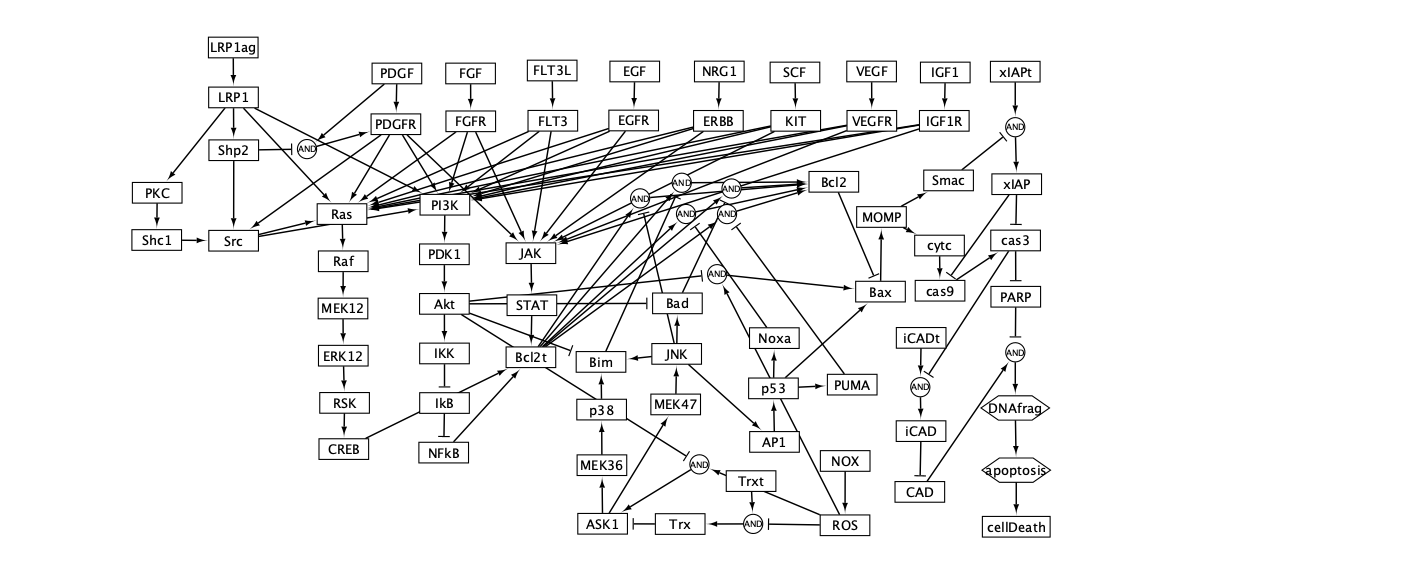 LRP1ag
PDGF
FGF
FLT3L
EGF
NRG1
SCF
VEGF
IGF1
xIAPt
LRP1
PDGFR
FGFR
FLT3
EGFR
ERBB
KIT
VEGFR
IGF1R
AND
Shp2
AND
PKC
Ras
PI3K
AND
AND
AND
Bcl2
Smac
xIAP
AND
AND
MOMP
Shc1
Src
Raf
PDK1
JAK
cytc
cas3
AND
Akt
STAT
Bad
Bax
cas9
PARP
MEK12
ERK12
IKK
Bcl2t
Bim
JNK
Noxa
iCADt
AND
RSK
IkB
p38
MEK47
p53
PUMA
AND
DNAfrag
CREB
NFkB
AP1
iCAD
MEK36
AND
Trxt
NOX
apoptosis
CAD
ASK1
Trx
AND
ROS
cellDeath